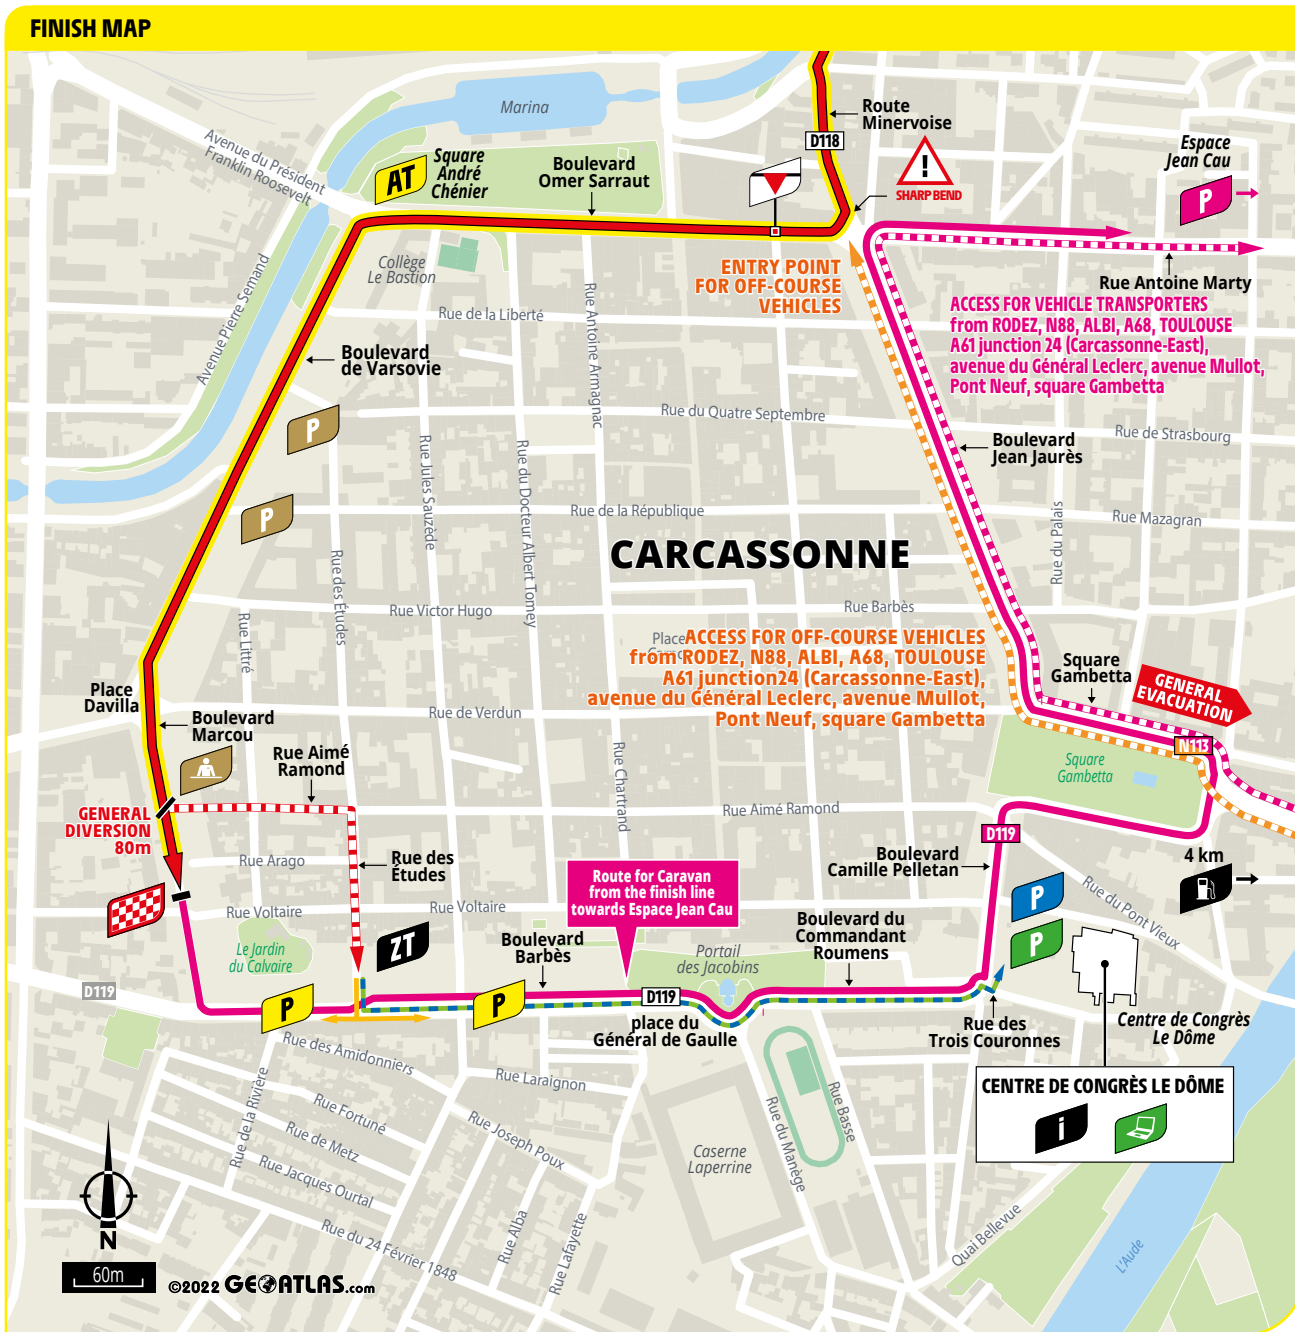 FINISH MAP
Marina
Route
Minervoise
D118
Avenue du Président
Franklin Roosevelt
AT
Square
André
Chénier
Boulevard
Omer Sarraut
!
SHARP BEND
Espace
Jean Cau
P
Collège
Le Bastion
ENTRY POINT
FOR OFF-COURSE
VEHICLES
Rue Antoine Marty
ACCESS FOR VEHICLE TRANSPORTERS
from RODEZ, N88, ALBI, A68, TOULOUSE
A61 junction 24 (Carcassonne-East),
avenue du Général Leclerc, avenue Mullot,
Pont Neuf, square Gambetta
Avenue Pierre Semand
Rue de la Liberté
Rue Antoine Armagnac
Boulevard
de Varsovie
P
Rue du Quatre Septembre
Rue de Strasbourg
Boulevard
Jean Jaurès
Rue Jules Sauzède
Rue du Docteur Albert Tomey
P
Rue de la République
Rue Mazagran
Rue du Palais
CARCASSONNE
Rue des Études
Rue Victor Hugo
Rue Barbès
Rue Littré
Place
ACCESS FOR OFF-COURSE VEHICLES
from RODEZ, N88, ALBI, A68, TOULOUSE
A61 junction24 (Carcassonne-East),
avenue du Général Leclerc, avenue Mullot,
Pont Neuf, square Gambetta
Square
Gambetta
GENERAL
EVACUATION
Place
Davilla
Boulevard
Marcou
Rue de Verdun
N113
Rue Aimé
Ramond
Square
Gambetta
Rue Chartrand
GENERAL
DIVERSION
80m
Rue Aimé Ramond
D119
Rue Arago
Rue des
Études
Boulevard
Camille Pelletan
4 km
Route for Caravan
from the finish line
towards Espace Jean Cau
P
Rue du Pont Vieux
Rue Voltaire
Rue Voltaire
Boulevard du
Commandant
Roumens
ZT
Le Jardin
du Calvaire
Boulevard
Barbès
Portail
des Jacobins
P
D119
P
P
D119
place du
Général de Gaulle
Rue des
Trois Couronnes
Centre de Congrès
Le Dôme
Rue des Amidonniers
Rue Laraignon
CENTRE DE CONGRÈS LE DÔME
i
Rue de la Rivière
Rue Fortuné
Rue de Metz
Rue Jacques Ourtal
Rue Joseph Poux
Rue Basse
Rue du Manège
Caserne
Laperrine
Rue du 24 Février 1848
Rue Alba
Rue Lafayette
Quai Bellevue
L'Aude
N
60m
©2022 GEOATLAS.com